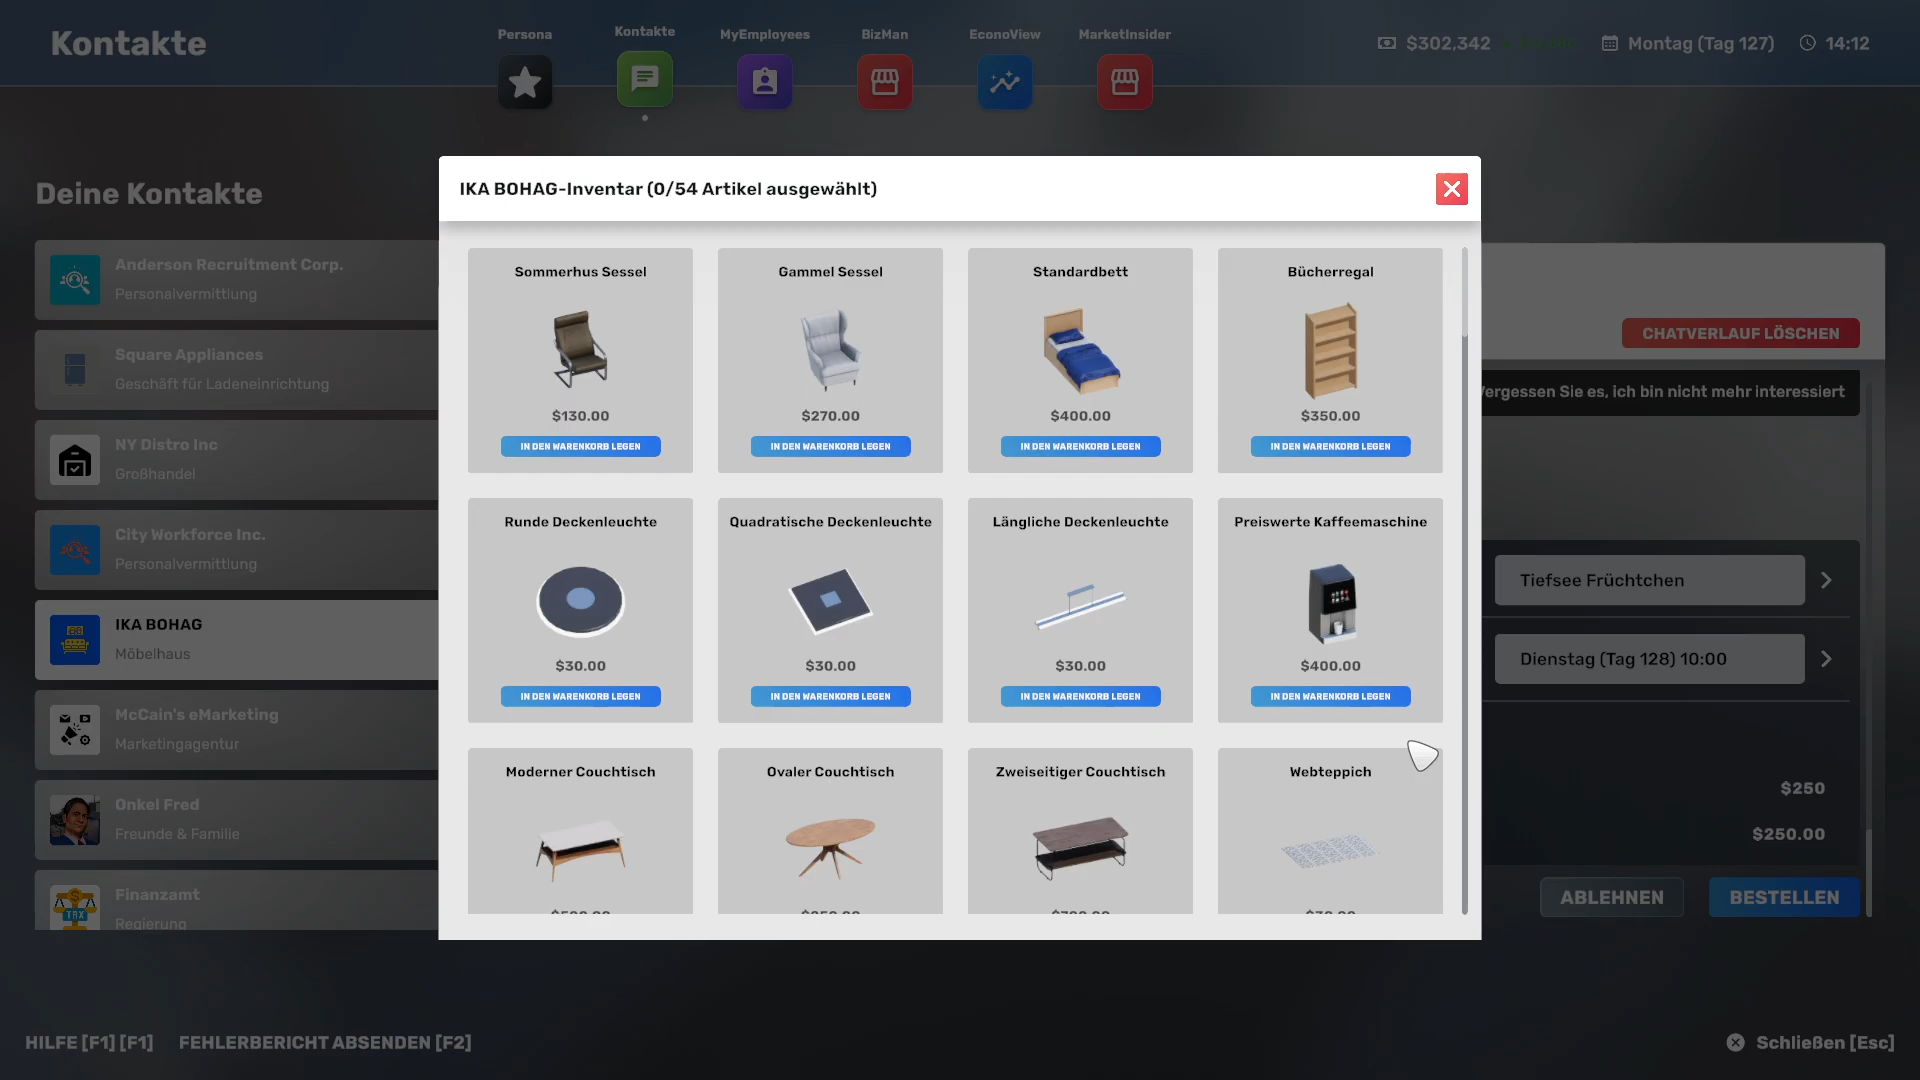 Kontakte
Persona
Kontakte
MyEmployees
BizMan
EconoView
MarketInsider
$302,342
Montag (Tag 127)
14:12
Deine Kontakte
Anderson Recruitment Corp.
Personalvermittlung
Square Appliances
Geschäft für Ladeneinrichtung
NY Distro Inc
Großhandel
City Workforce Inc.
Personalvermittlung
IKA BOHAG
Möbelhaus
McCain's eMarketing
Marketingagentur
Onkel Fred
Freunde & Familie
TAX
Finanzamt
Regierung
IKA BOHAG-Inventar (0/54 Artikel ausgewählt)
Sommerhus Sessel
$130.00
IN DEN WARENKORB LEGEN
Gammel Sessel
$270.00
IN DEN WARENKORB LEGEN
Standardbett
$400.00
IN DEN WARENKORB LEGEN
Bücherregal
$350.00
IN DEN WARENKORB LEGEN
Runde Deckenleuchte
$30.00
IN DEN WARENKORB LEGEN
Quadratische Deckenleuchte
$30.00
IN DEN WARENKORB LEGEN
Längliche Deckenleuchte
$30.00
IN DEN WARENKORB LEGEN
Preiswerte Kaffeemaschine
$400.00
IN DEN WARENKORB LEGEN
Moderner Couchtisch
Ovaler Couchtisch
Zweiseitiger Couchtisch
Webteppich
CHATVERLAUF LÖSCHEN
Vergessen Sie es, ich bin nicht mehr interessiert
Tiefsee Früchtchen
Dienstag (Tag 128) 10:00
$250
$250.00
ABLEHNEN
BESTELLEN
HILFE [F1] [F1]
FEHLERBERICHT ABSENDEN [F2]
Schließen [Esc]